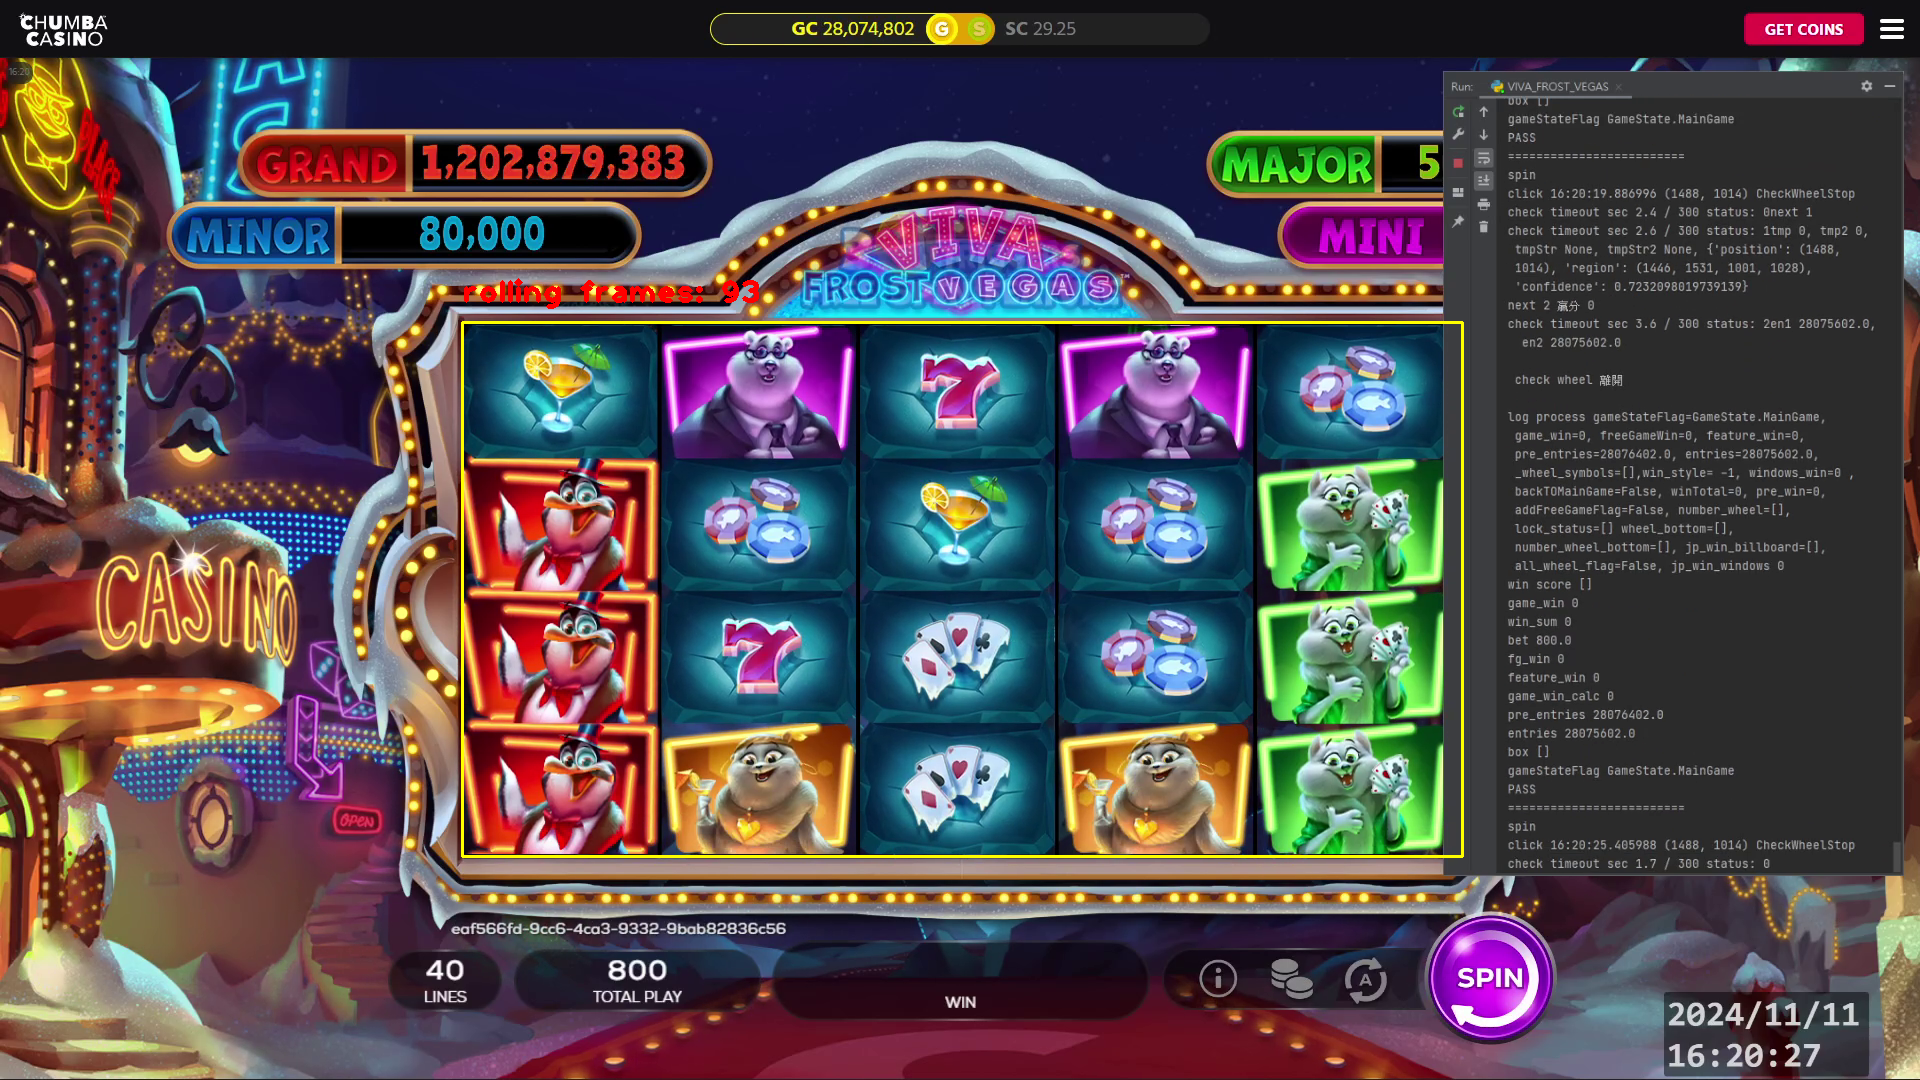 CHUMBA
CASINO
GC 28,074,802
G
S
SC 29.25
GET COINS
16:20
PLACE
GRAND 1,202,879,383
MAJOR 5
MINOR 80,000
MINI
VIVA
FROST VEGAS™
rolling frames: 93
CASINO
OPEN
7
7
eaf566fd-9cc6-4ca3-9332-9bab82836c56
40
LINES
800
TOTAL PLAY
WIN
i
A
SPIN
2024/11/11
16:20:27
Run: VIVA_FROST_VEGAS
box []
gameStateFlag GameState.MainGame
PASS
=========================
spin
click 16:20:19.886996 (1488, 1014) CheckWheelStop
check timeout sec 2.4 / 300 status: 0next 1
check timeout sec 2.6 / 300 status: 1tmp 0, tmp2 0,
tmpStr None, tmpStr2 None, {'position': (1488,
1014), 'region': (1446, 1531, 1001, 1028),
'confidence': 0.7232098019739139}
next 2 贏分 0
check timeout sec 3.6 / 300 status: 2en1 28075602.0,
en2 28075602.0
check wheel 離開
log process gameStateFlag=GameState.MainGame,
game_win=0, freeGameWin=0, feature_win=0,
pre_entries=28076402.0, entries=28075602.0,
_wheel_symbols=[],win_style= -1, windows_win=0 ,
backTOMainGame=False, winTotal=0, pre_win=0,
addFreeGameFlag=False, number_wheel=[],
lock_status=[] wheel_bottom=[],
number_wheel_bottom=[], jp_win_billboard=[],
all_wheel_flag=False, jp_win_windows 0
win score []
game_win 0
win_sum 0
bet 800.0
fg_win 0
feature_win 0
game_win_calc 0
pre_entries 28076402.0
entries 28075602.0
box []
gameStateFlag GameState.MainGame
PASS
=========================
spin
click 16:20:25.405988 (1488, 1014) CheckWheelStop
check timeout sec 1.7 / 300 status: 0